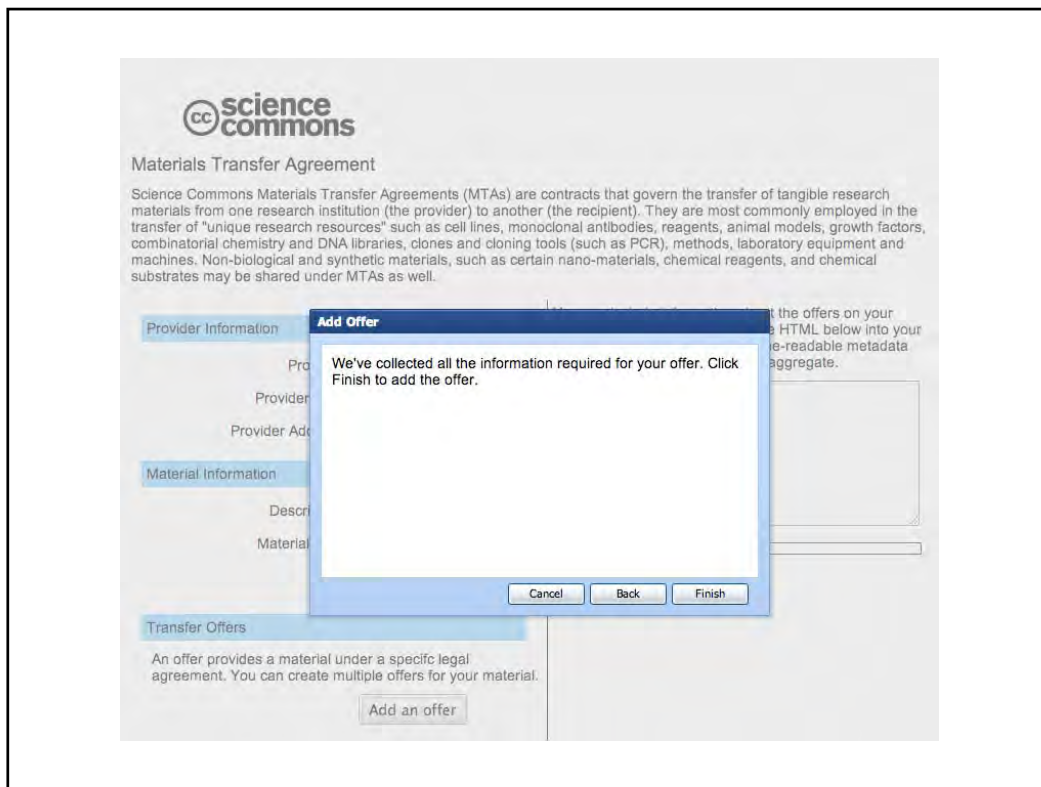 cc science
commons
Materials Transfer Agreement
Science Commons Materials Transfer Agreements (MTAs) are contracts that govern the transfer of tangible research
materials from one research institution (the provider) to another (the recipient). They are most commonly employed in the
transfer of "unique research resources" such as cell lines, monoclonal antibodies, reagents, animal models, growth factors,
combinatorial chemistry and DNA libraries, clones and cloning tools (such as PCR), methods, laboratory equipment and
machines. Non-biological and synthetic materials, such as certain nano-materials, chemical reagents, and chemical
substrates may be shared under MTAs as well.
Provider Information
Provider
Provider Add
Material Information
Descri
Material
Transfer Offers
An offer provides a material under a specifc legal
agreement. You can create multiple offers for your material.
Add an offer
Add Offer
We've collected all the information required for your offer. Click
Finish to add the offer.
Cancel Back Finish
the offers on your
HTML below into your
e-readable metadata
aggregate.